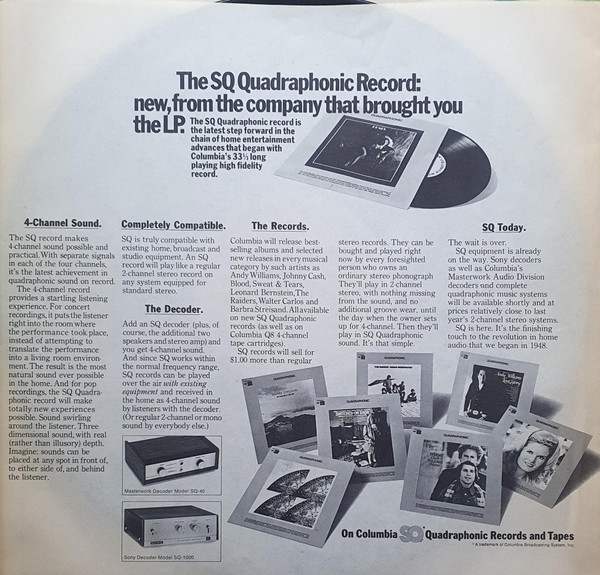 The SQ Quadraphonic Record:
new, from the company that brought you
the LP.
The SQ Quadraphonic record is
the latest step forward in the
chain of home entertainment
advances that began with
Columbia's 33⅓ long
playing high fidelity
record.
4-Channel Sound.
The SQ record makes
4-channel sound possible and
practical. With separate signals
in each of the four channels,
it's the latest achievement in
quadraphonic sound on record.
The 4-channel record
provides a startling listening
experience. For concert
recordings, it puts the listener
right into the room where
the performance took place,
instead of attempting to
translate the performance
into a living room environ-
ment. The result is the most
natural sound ever possible
in the home. And for pop
recordings, the SQ Quadra-
phonic record will make
totally new experiences
possible. Sound swirling
around the listener. Three
dimensional sound, with real
(rather than illusory) depth.
Imagine: sounds can be
placed at any spot in front of,
to either side of, and behind
the listener.
Completely Compatible.
SQ is truly compatible with
existing home, broadcast and
studio equipment. An SQ
record will play like a regular
2-channel stereo record on
any system equipped for
standard stereo.
The Decoder.
Add an SQ decoder (plus, of
course, the additional two
speakers and stereo amp) and
you get 4-channel sound.
And since SQ works within
the normal frequency range,
SQ records can be played
over the air with existing
equipment and received in
the home as 4-channel sound
by listeners with the decoder.
(Or regular 2-channel or mono
sound by everybody else.)
Masterwork Decoder Model SQ-40
Sony Decoder Model SQ-1000
The Records.
Columbia will release best-
selling albums and selected
new releases in every musical
category by such artists as
Andy Williams, Johnny Cash,
Blood, Sweat & Tears,
Leonard Bernstein, The
Raiders, Walter Carlos and
Barbra Streisand. All available
on new SQ Quadraphonic
records (as well as on
Columbia Q8 4-channel
tape cartridges).
SQ records will sell for
$1.00 more than regular
stereo records. They can be
bought and played right
now by every foresighted
person who owns an
ordinary stereo phonograph
They'll play in 2-channel
stereo, with nothing missing
from the sound, and no
additional groove wear, until
the day when the owner sets
up for 4-channel. Then they'll
play in SQ Quadraphonic
sound. It's that simple.
SQ Today.
The wait is over.
SQ equipment is already
on the way. Sony decoders
as well as Columbia's
Masterwork Audio Division
decoders and complete
quadraphonic music systems
will be available shortly and at
prices relatively close to last
year's 2-channel stereo systems.
SQ is here. It's the finishing
touch to the revolution in home
audio that we began in 1948.
QUADRAPHONIC
QUADRAPHONIC
QUADRAPHONIC
QUADRAPHONIC
Andy Williams
Love Story
On Columbia SQ* Quadraphonic Records and Tapes
*A trademark of Columbia Broadcasting System, Inc.